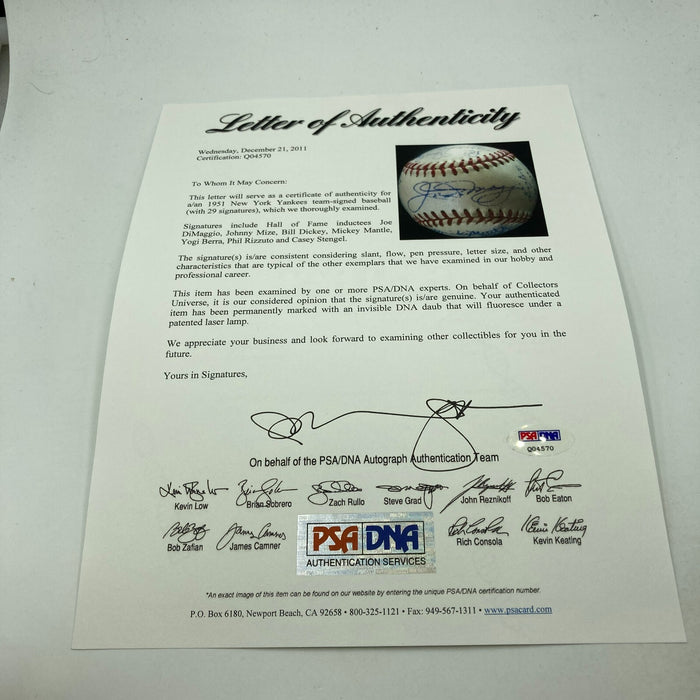 Letter of Authenticity
Wednesday, December 21, 2011
Certification: Q04570
To Whom It May Concern:
This letter will serve as a certificate of authenticity for
a/an 1951 New York Yankees team-signed baseball
(with 29 signatures), which we thoroughly examined.
Signatures include Hall of Fame inductees Joe
DiMaggio, Johnny Mize, Bill Dickey, Mickey Mantle,
Yogi Berra, Phil Rizzuto and Casey Stengel.
The signature(s) is/are consistent considering slant, flow, pen pressure, letter size, and other
characteristics that are typical of the other exemplars that we have examined in our hobby and
professional career.
This item has been examined by one or more PSA/DNA experts. On behalf of Collectors
Universe, it is our considered opinion that the signature(s) is/are genuine. Your authenticated
item has been permanently marked with an invisible DNA daub that will fluoresce under a
patented laser lamp.
We appreciate your business and look forward to examining other collectibles for you in the
future.
Yours in Signatures,
PSA DNA
Q04570
On behalf of the PSA/DNA Autograph Authentication Team
Kevin Low Brian Sobrero Zach Rullo Steve Grad John Reznikoff Bob Eaton
Bob Zafian James Camner Rich Consola Kevin Keating
PSA DNA
AUTHENTICATION SERVICES
*An exact image of this item can be found on our website by entering the unique PSA/DNA certification number.
P.O. Box 6180, Newport Beach, CA 92658 • 800-325-1121 • Fax: 949-567-1311 • www.psacard.com